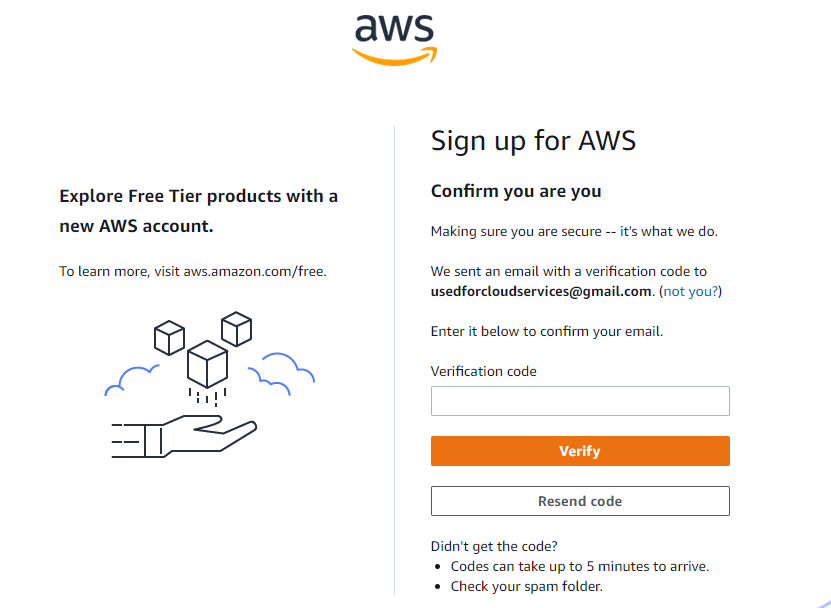 aws
Explore Free Tier products with a
new AWS account.
To learn more, visit aws.amazon.com/free.
Sign up for AWS
Confirm you are you
Making sure you are secure -- it's what we do.
We sent an email with a verification code to
usedforcloudservices@gmail.com. (not you?)
Enter it below to confirm your email.
Verification code
Verify
Resend code
Didn't get the code?
• Codes can take up to 5 minutes to arrive.
• Check your spam folder.